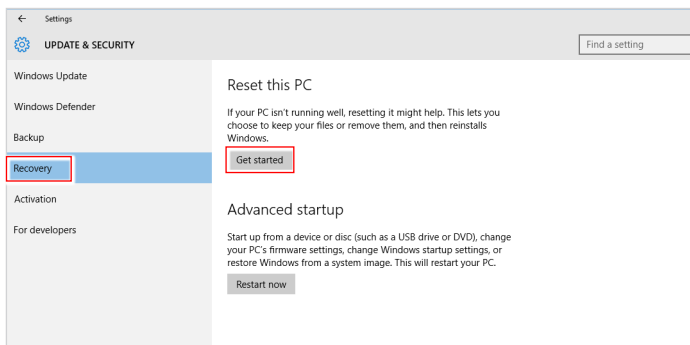 Settings
UPDATE & SECURITY
Find a setting
Windows Update
Windows Defender
Backup
Recovery
Activation
For developers
Reset this PC
If your PC isn't running well, resetting it might help. This lets you
choose to keep your files or remove them, and then reinstalls
Windows.
Get started
Advanced startup
Start up from a device or disc (such as a USB drive or DVD), change
your PC's firmware settings, change Windows startup settings, or
restore Windows from a system image. This will restart your PC.
Restart now